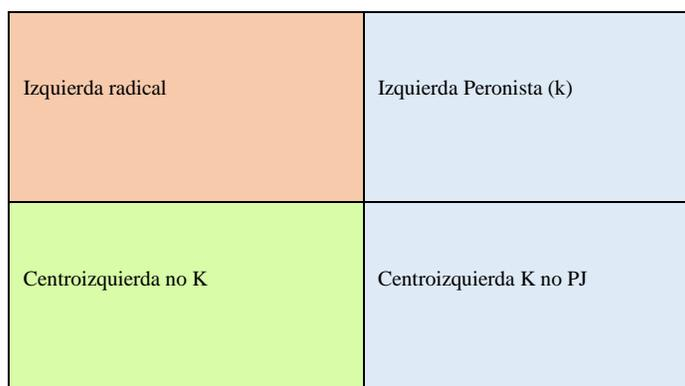 Izquierda radical
Izquierda Peronista (k)
Centroizquierda no K
Centroizquierda K no PJ